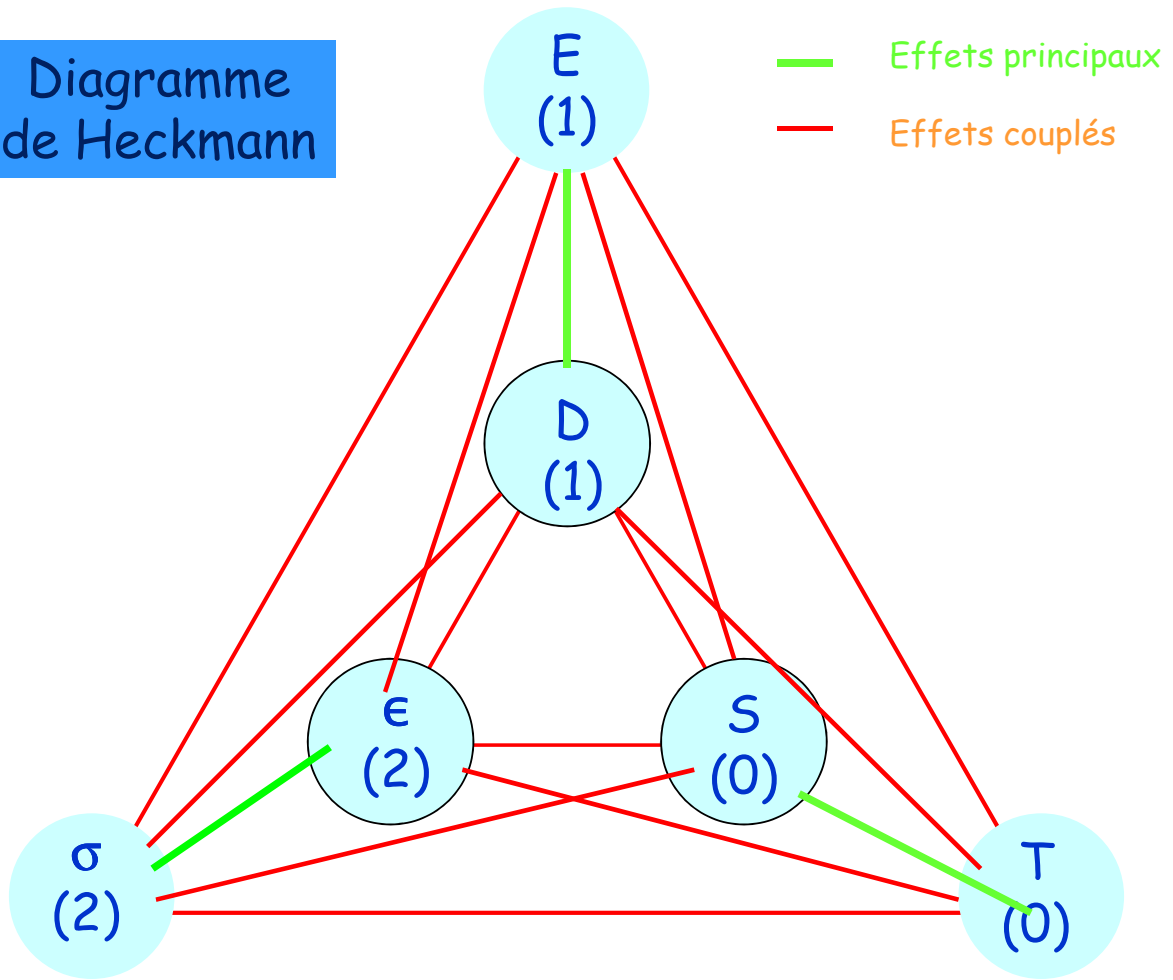 Diagramme
de Heckmann
E
(1)
Effets principaux
Effets couplés
D
(1)
ϵ
(2)
S
(0)
σ
(2)
T
(0)